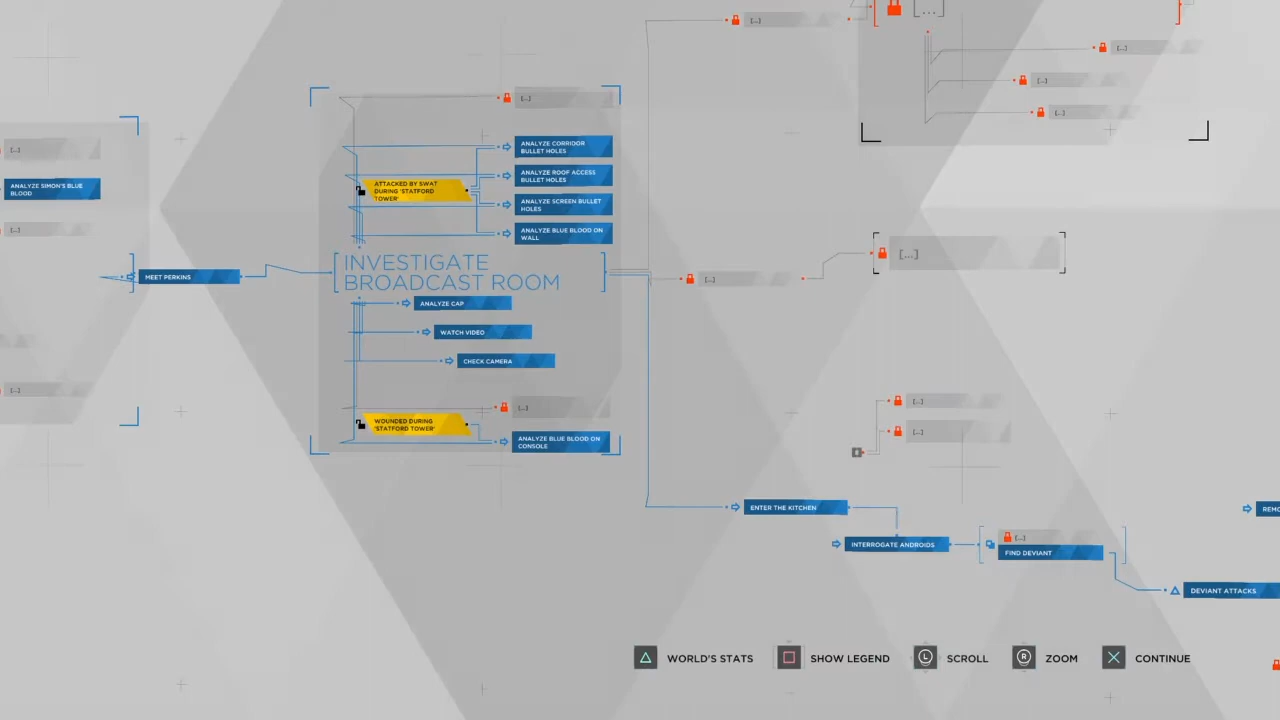 [...]
[...]
[...]
[...]
[...]
[...]
[...]
ANALYZE CORRIDOR
BULLET HOLES
ANALYZE SIMON'S BLUE
BLOOD
ATTACKED BY SWAT
DURING 'STATFORD
TOWER'
ANALYZE ROOF ACCESS
BULLET HOLES
ANALYZE SCREEN BULLET
HOLES
[...]
ANALYZE BLUE BLOOD ON
WALL
[...]
MEET PERKINS
INVESTIGATE
BROADCAST ROOM
[...]
ANALYZE CAP
WATCH VIDEO
CHECK CAMERA
[...]
[...]
[...]
WOUNDED DURING
'STATFORD TOWER'
[...]
ANALYZE BLUE BLOOD ON
CONSOLE
ENTER THE KITCHEN
REMO
INTERROGATE ANDROIDS
[...]
FIND DEVIANT
DEVIANT ATTACKS
WORLD'S STATS
SHOW LEGEND
L
SCROLL
R
ZOOM
CONTINUE